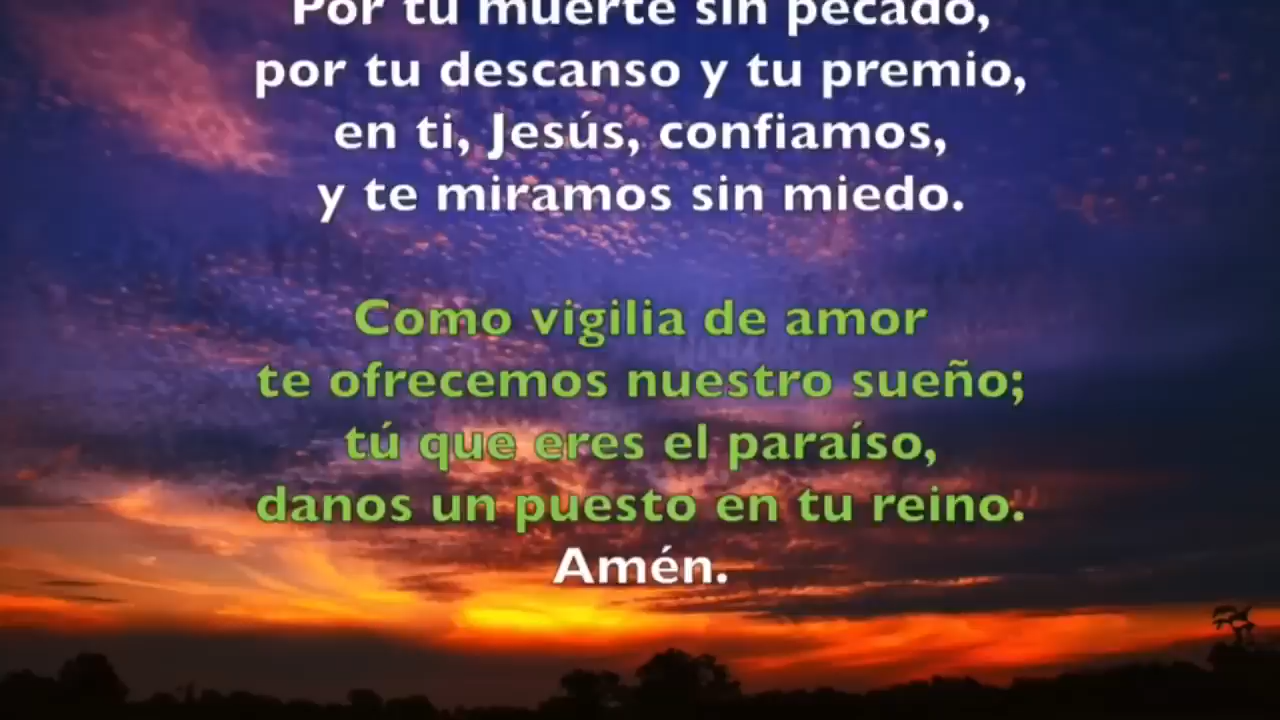 Por tu muerte sin pecado,
por tu descanso y tu premio,
en ti, Jesús, confiamos,
y te miramos sin miedo.
Como vigilia de amor
te ofrecemos nuestro sueño;
tú que eres el paraíso,
danos un puesto en tu reino.
Amén.